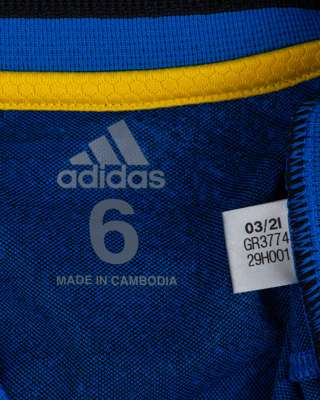 adidas
6
MADE IN CAMBODIA
03/21
GR3774
29H001